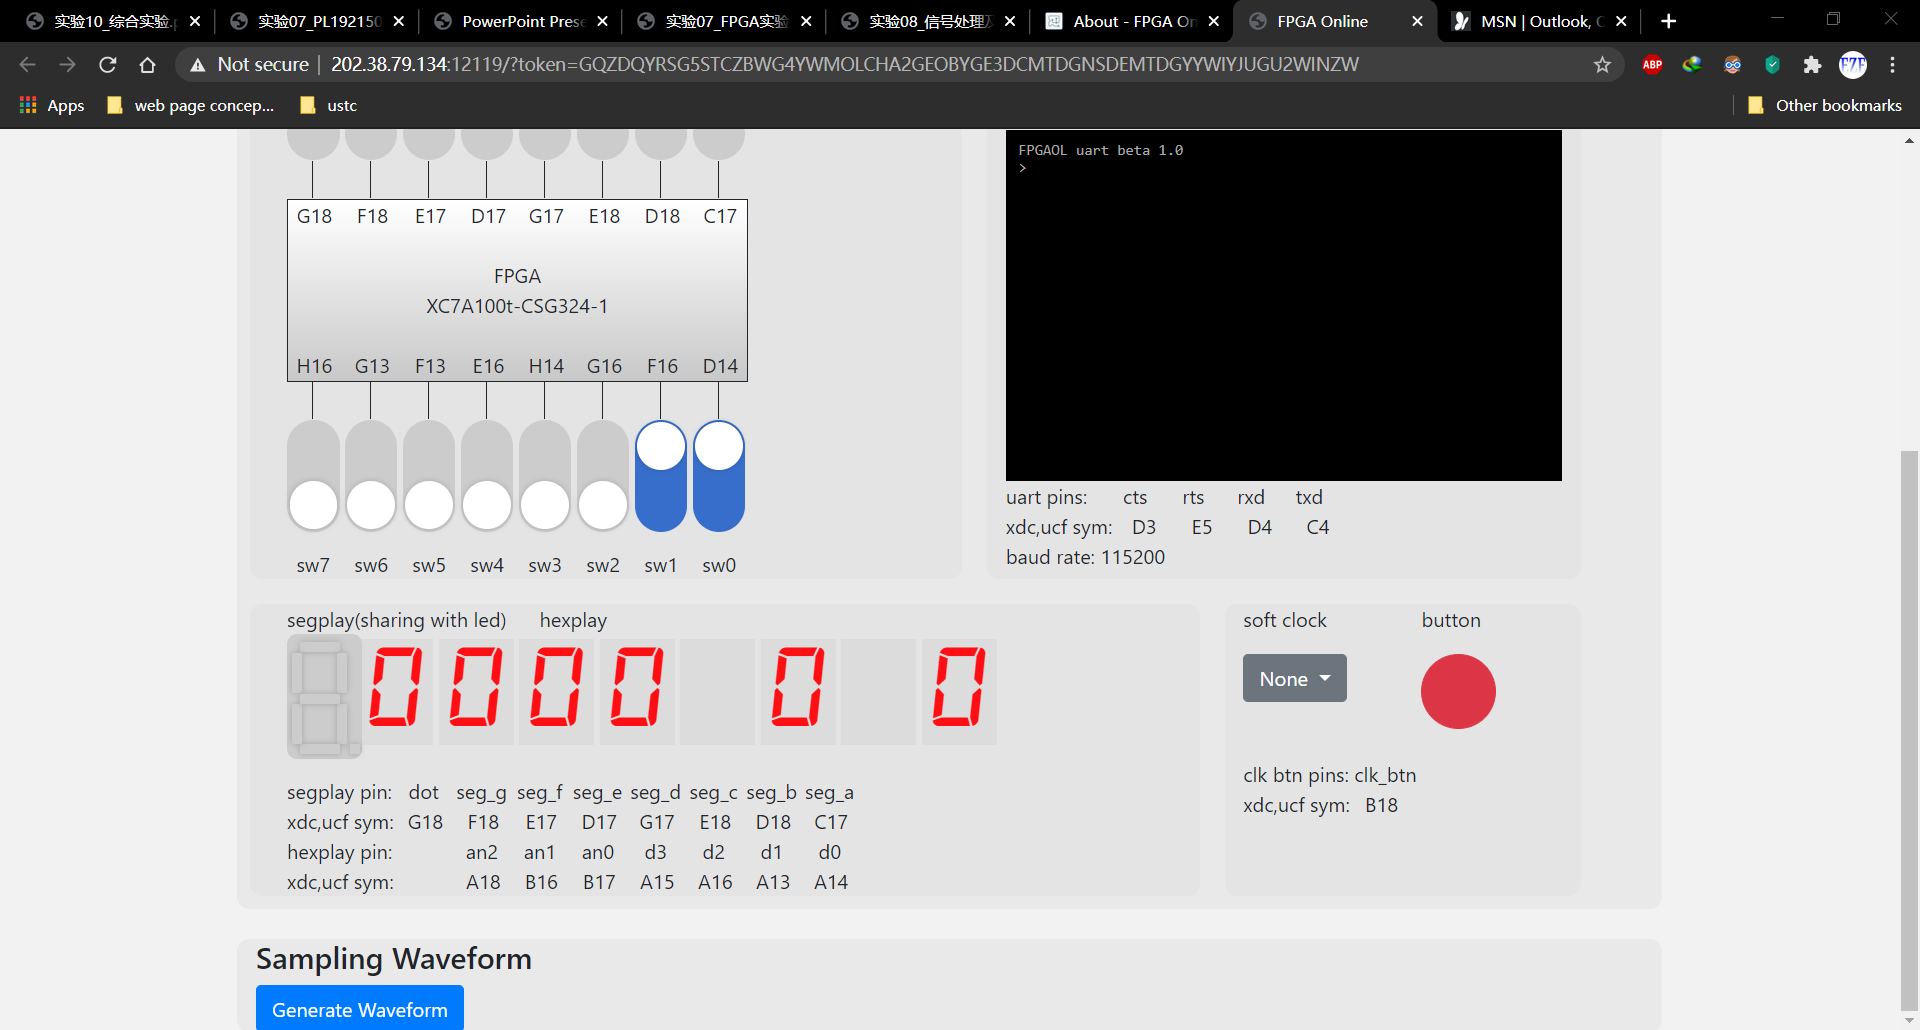 实验10_综合实验.p
实验07_PL192150
PowerPoint Prese
实验07_FPGA实验
实验08_信号处理及
About - FPGA On
FPGA Online
MSN | Outlook, O
Not secure | 202.38.79.134:12119/?token=GQZDQYRSG5STCZBWG4YWMOLCHA2GEOBYGE3DCMTDGNSDEMTDGYYWIYJUGU2WINZW
ABP
FZF
Apps web page concep... ustc Other bookmarks
G18 F18 E17 D17 G17 E18 D18 C17
FPGA
XC7A100t-CSG324-1
H16 G13 F13 E16 H14 G16 F16 D14
sw7 sw6 sw5 sw4 sw3 sw2 sw1 sw0
FPGAOL uart beta 1.0
>
uart pins: cts rts rxd txd
xdc,ucf sym: D3 E5 D4 C4
baud rate: 115200
segplay(sharing with led) hexplay
0 0 0 0 0 0
segplay pin: dot seg_g seg_f seg_e seg_d seg_c seg_b seg_a
xdc,ucf sym: G18 F18 E17 D17 G17 E18 D18 C17
hexplay pin: an2 an1 an0 d3 d2 d1 d0
xdc,ucf sym: A18 B16 B17 A15 A16 A13 A14
soft clock button
None
clk btn pins: clk_btn
xdc,ucf sym: B18
Sampling Waveform
Generate Waveform